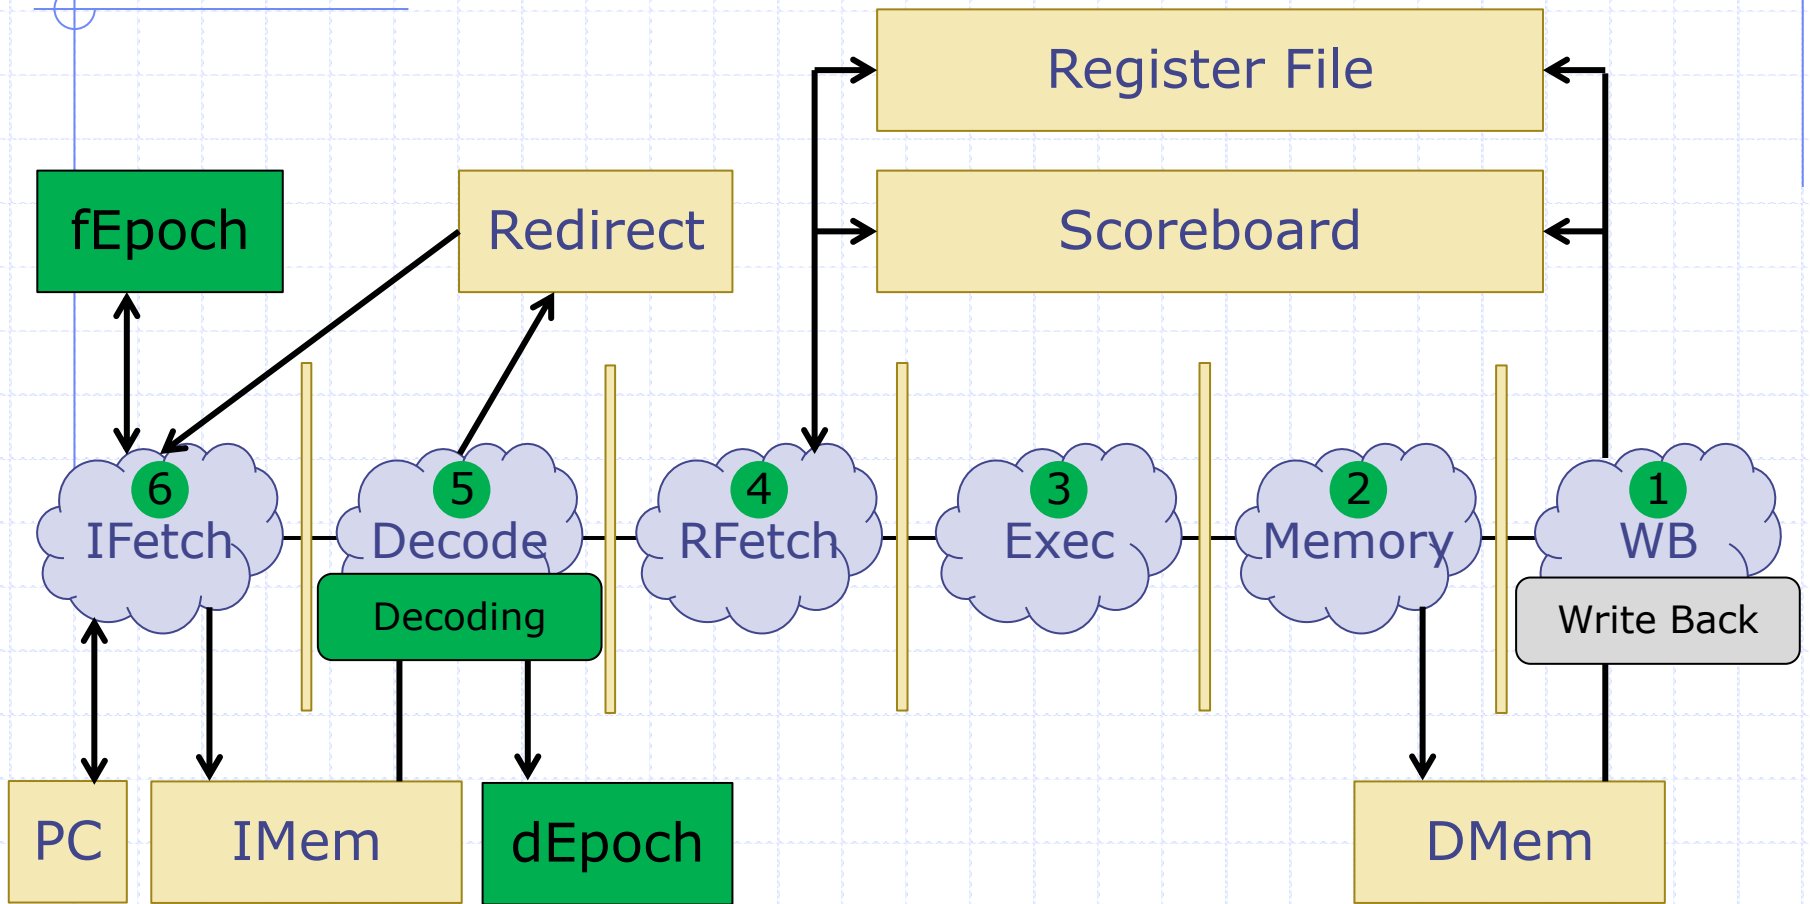 Register File
fEpoch
Redirect
Scoreboard
6
IFetch
5
Decode
4
RFetch
3
Exec
2
Memory
1
WB
Decoding
Write Back
PC
IMem
dEpoch
DMem